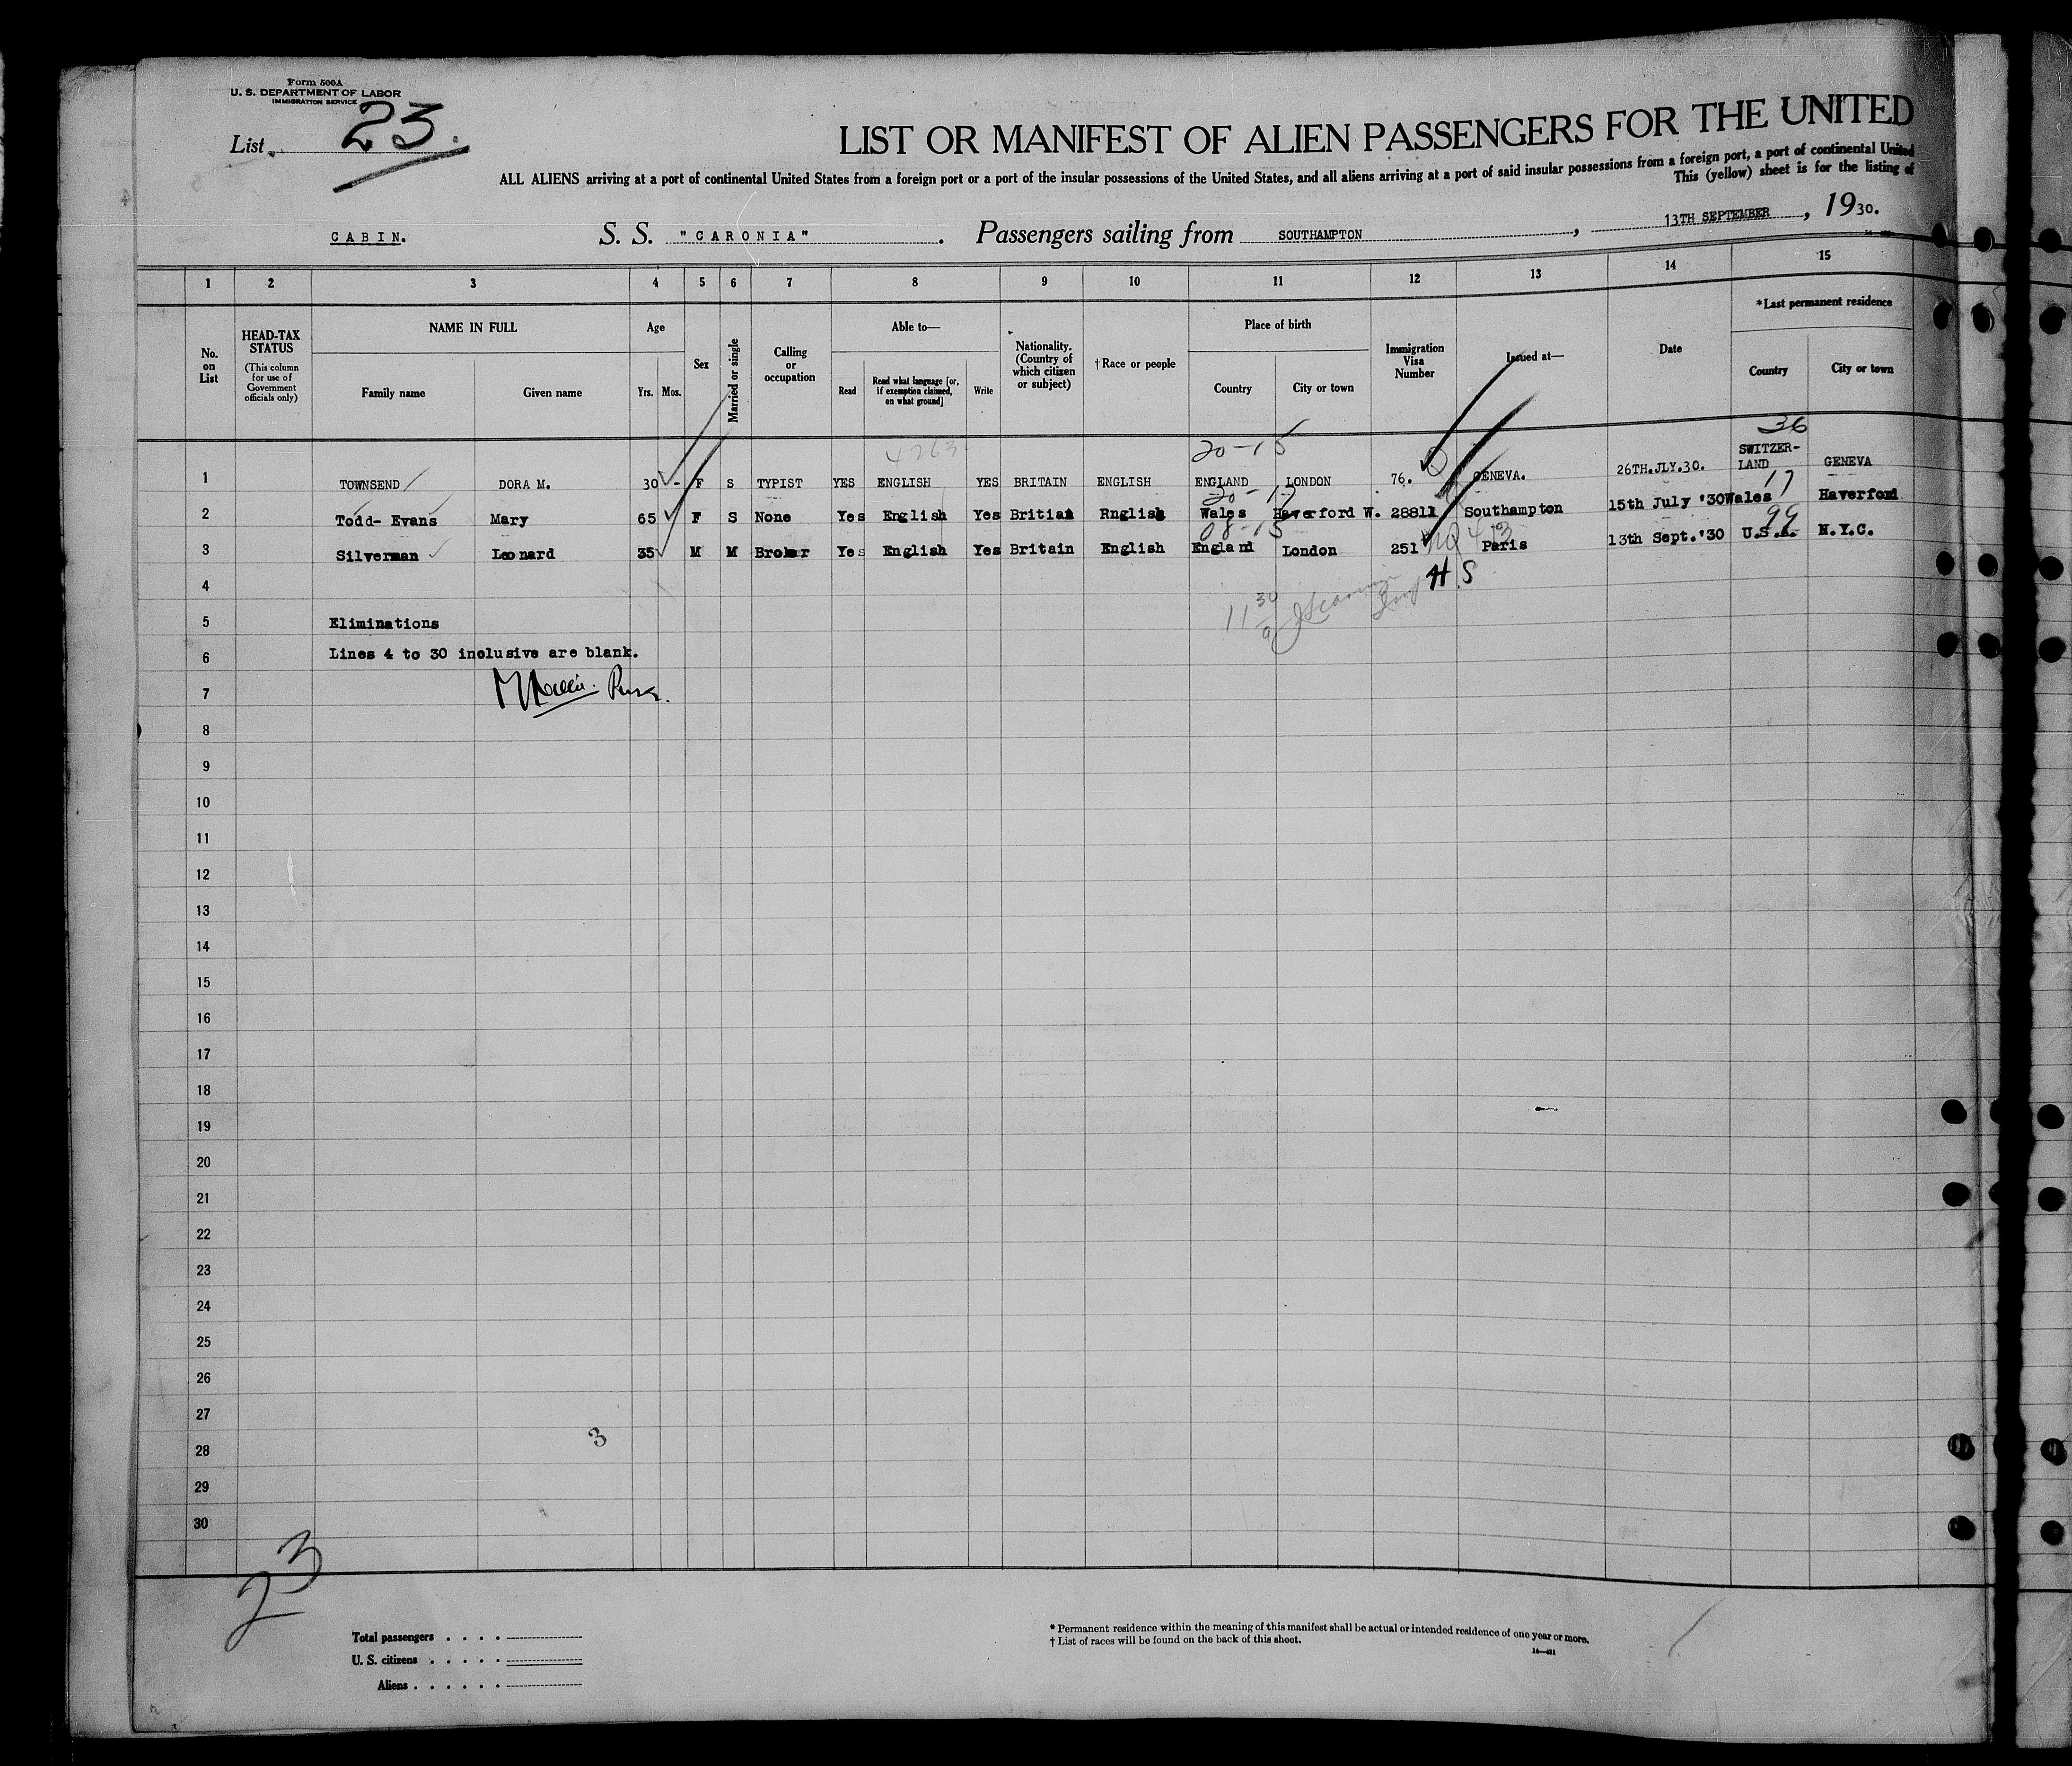 Form 500A
U. S. DEPARTMENT OF LABOR
IMMIGRATION SERVICE
List 23.
LIST OR MANIFEST OF ALIEN PASSENGERS FOR THE UNITED
ALL ALIENS arriving at a port of continental United States from a foreign port or a port of the insular possessions of the United States, and all aliens arriving at a port of said insular possessions from a foreign port, a port of continental United
This (yellow) sheet is for the listing of
CABIN. S. S. "CARONIA". Passengers sailing from SOUTHAMPTON, 13TH SEPTEMBER, 1930.
1 2 3 4 5 6 7 8 9 10 11 12 13 14 15
No. on List
HEAD-TAX STATUS (This column for use of Government officials only)
NAME IN FULL
Family name Given name
Age
Yrs. Mos.
Sex
Married or single
Calling or occupation
Able to—
Read Read what language [or, if exemption claimed, on what ground] Write
Nationality. (Country of which citizen or subject)
†Race or people
Place of birth
Country City or town
Immigration Visa Number
Issued at—
Date
*Last permanent residence
Country City or town
20-15 36
1 TOWNSEND DORA M. 30 - F S TYPIST YES ENGLISH YES BRITAIN ENGLISH ENGLAND LONDON 76. GENEVA. 26TH.JLY.30. SWITZER-LAND GENEVA
20-17 17
2 Todd- Evans Mary 65 F S None Yes English Yes Britian Rnglish Wales Haverford W. 28811 Southampton 15th July '30 Wales Haverford
08-15 99
3 Silverman Leonard 35 M M Broker Yes English Yes Britain English England London 251 Paris 13th Sept.'30 U.S.A. N.Y.C.
4 H S
5 Eliminations
6 Lines 4 to 30 inclusive are blank.
7
8
9
10
11
12
13
14
15
16
17
18
19
20
21
22
23
24
25
26
27
28 3
29
30
23
Total passengers
U. S. citizens
Aliens
* Permanent residence within the meaning of this manifest shall be actual or intended residence of one year or more.
† List of races will be found on the back of this sheet.
14—431